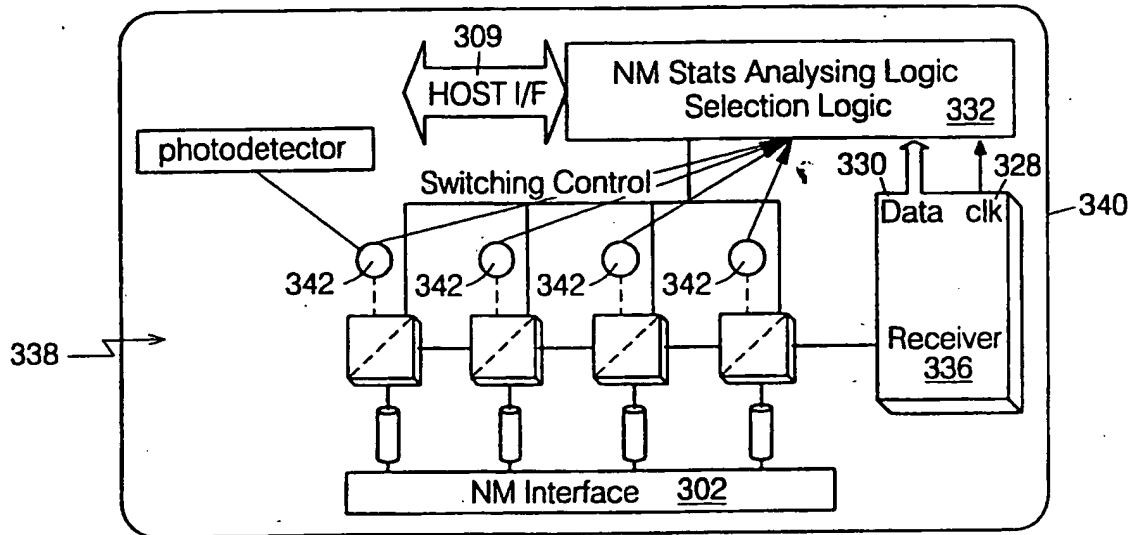 309
HOST I/F
NM Stats Analysing Logic
Selection Logic 332
photodetector
Switching Control
330
328
Data clk
340
342 342 342 342
338
Receiver
336
NM Interface 302